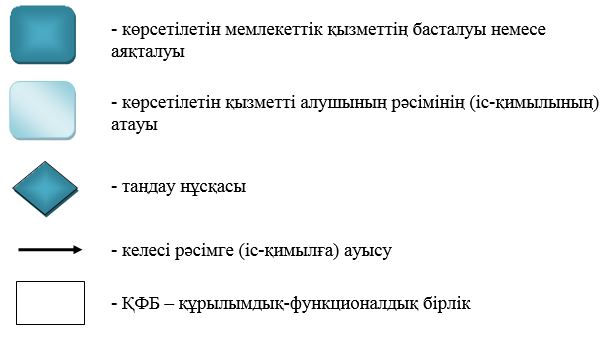 - көрсетілетін мемлекеттік қызметтің басталуы немесе
аяқталуы
- көрсетілетін қызметті алушының рәсімінің (іс-қимылының)
атауы
- таңдау нұсқасы
- келесі рәсімге (іс-қимылға) ауысу
- ҚФБ – құрылымдық-функционалдық бірлік